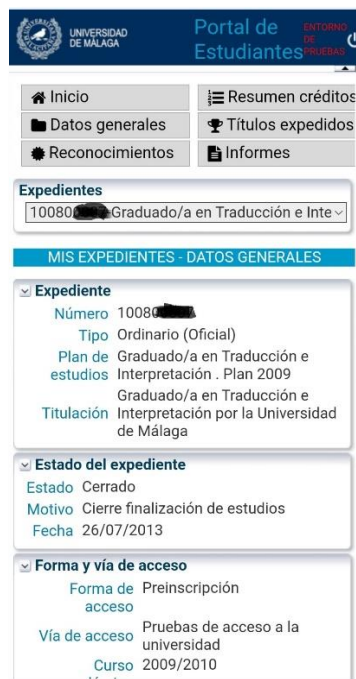 UNIVERSIDAD
DE MÁLAGA
Portal de
Estudiantes
ENTORNO
DE
PRUEBAS
Inicio
Resumen créditos
Datos generales
Títulos expedidos
Reconocimientos
Informes
Expedientes
10080 Graduado/a en Traducción e Inte
MIS EXPEDIENTES - DATOS GENERALES
Expediente
Número 10080
Tipo Ordinario (Oficial)
Plan de estudios Graduado/a en Traducción e
Interpretación . Plan 2009
Titulación Graduado/a en Traducción e
Interpretación por la Universidad
de Málaga
Estado del expediente
Estado Cerrado
Motivo Cierre finalización de estudios
Fecha 26/07/2013
Forma y vía de acceso
Forma de acceso Preinscripción
Vía de acceso Pruebas de acceso a la
universidad
Curso 2009/2010